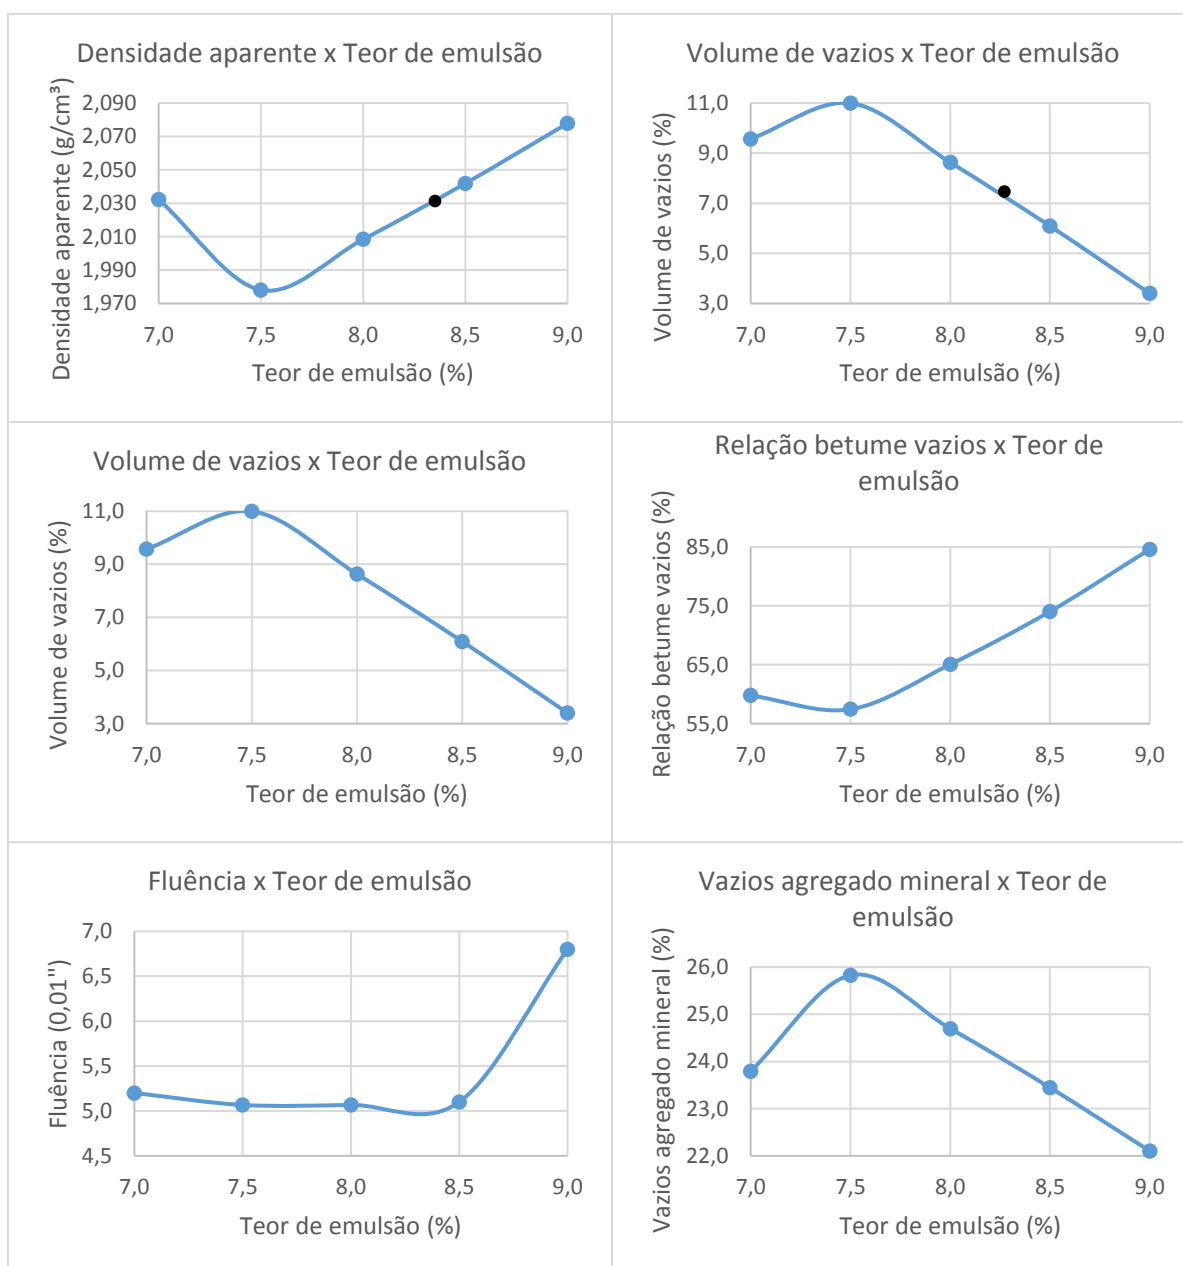 Densidade aparente x Teor de emulsão
Densidade aparente (g/cm³)
2,090
2,070
2,050
2,030
2,010
1,990
1,970
7,0 7,5 8,0 8,5 9,0
Teor de emulsão (%)
Volume de vazios x Teor de emulsão
Volume de vazios (%)
11,0
9,0
7,0
5,0
3,0
7,0 7,5 8,0 8,5 9,0
Teor de emulsão (%)
Volume de vazios x Teor de emulsão
Volume de vazios (%)
11,0
9,0
7,0
5,0
3,0
7,0 7,5 8,0 8,5 9,0
Teor de emulsão (%)
Relação betume vazios x Teor de
emulsão
Relação betume vazios (%)
85,0
75,0
65,0
55,0
7,0 7,5 8,0 8,5 9,0
Teor de emulsão (%)
Fluência x Teor de emulsão
Fluência (0,01")
7,0
6,5
6,0
5,5
5,0
4,5
7,0 7,5 8,0 8,5 9,0
Teor de emulsão (%)
Vazios agregado mineral x Teor de
emulsão
Vazios agregado mineral (%)
26,0
25,0
24,0
23,0
22,0
7,0 7,5 8,0 8,5 9,0
Teor de emulsão (%)